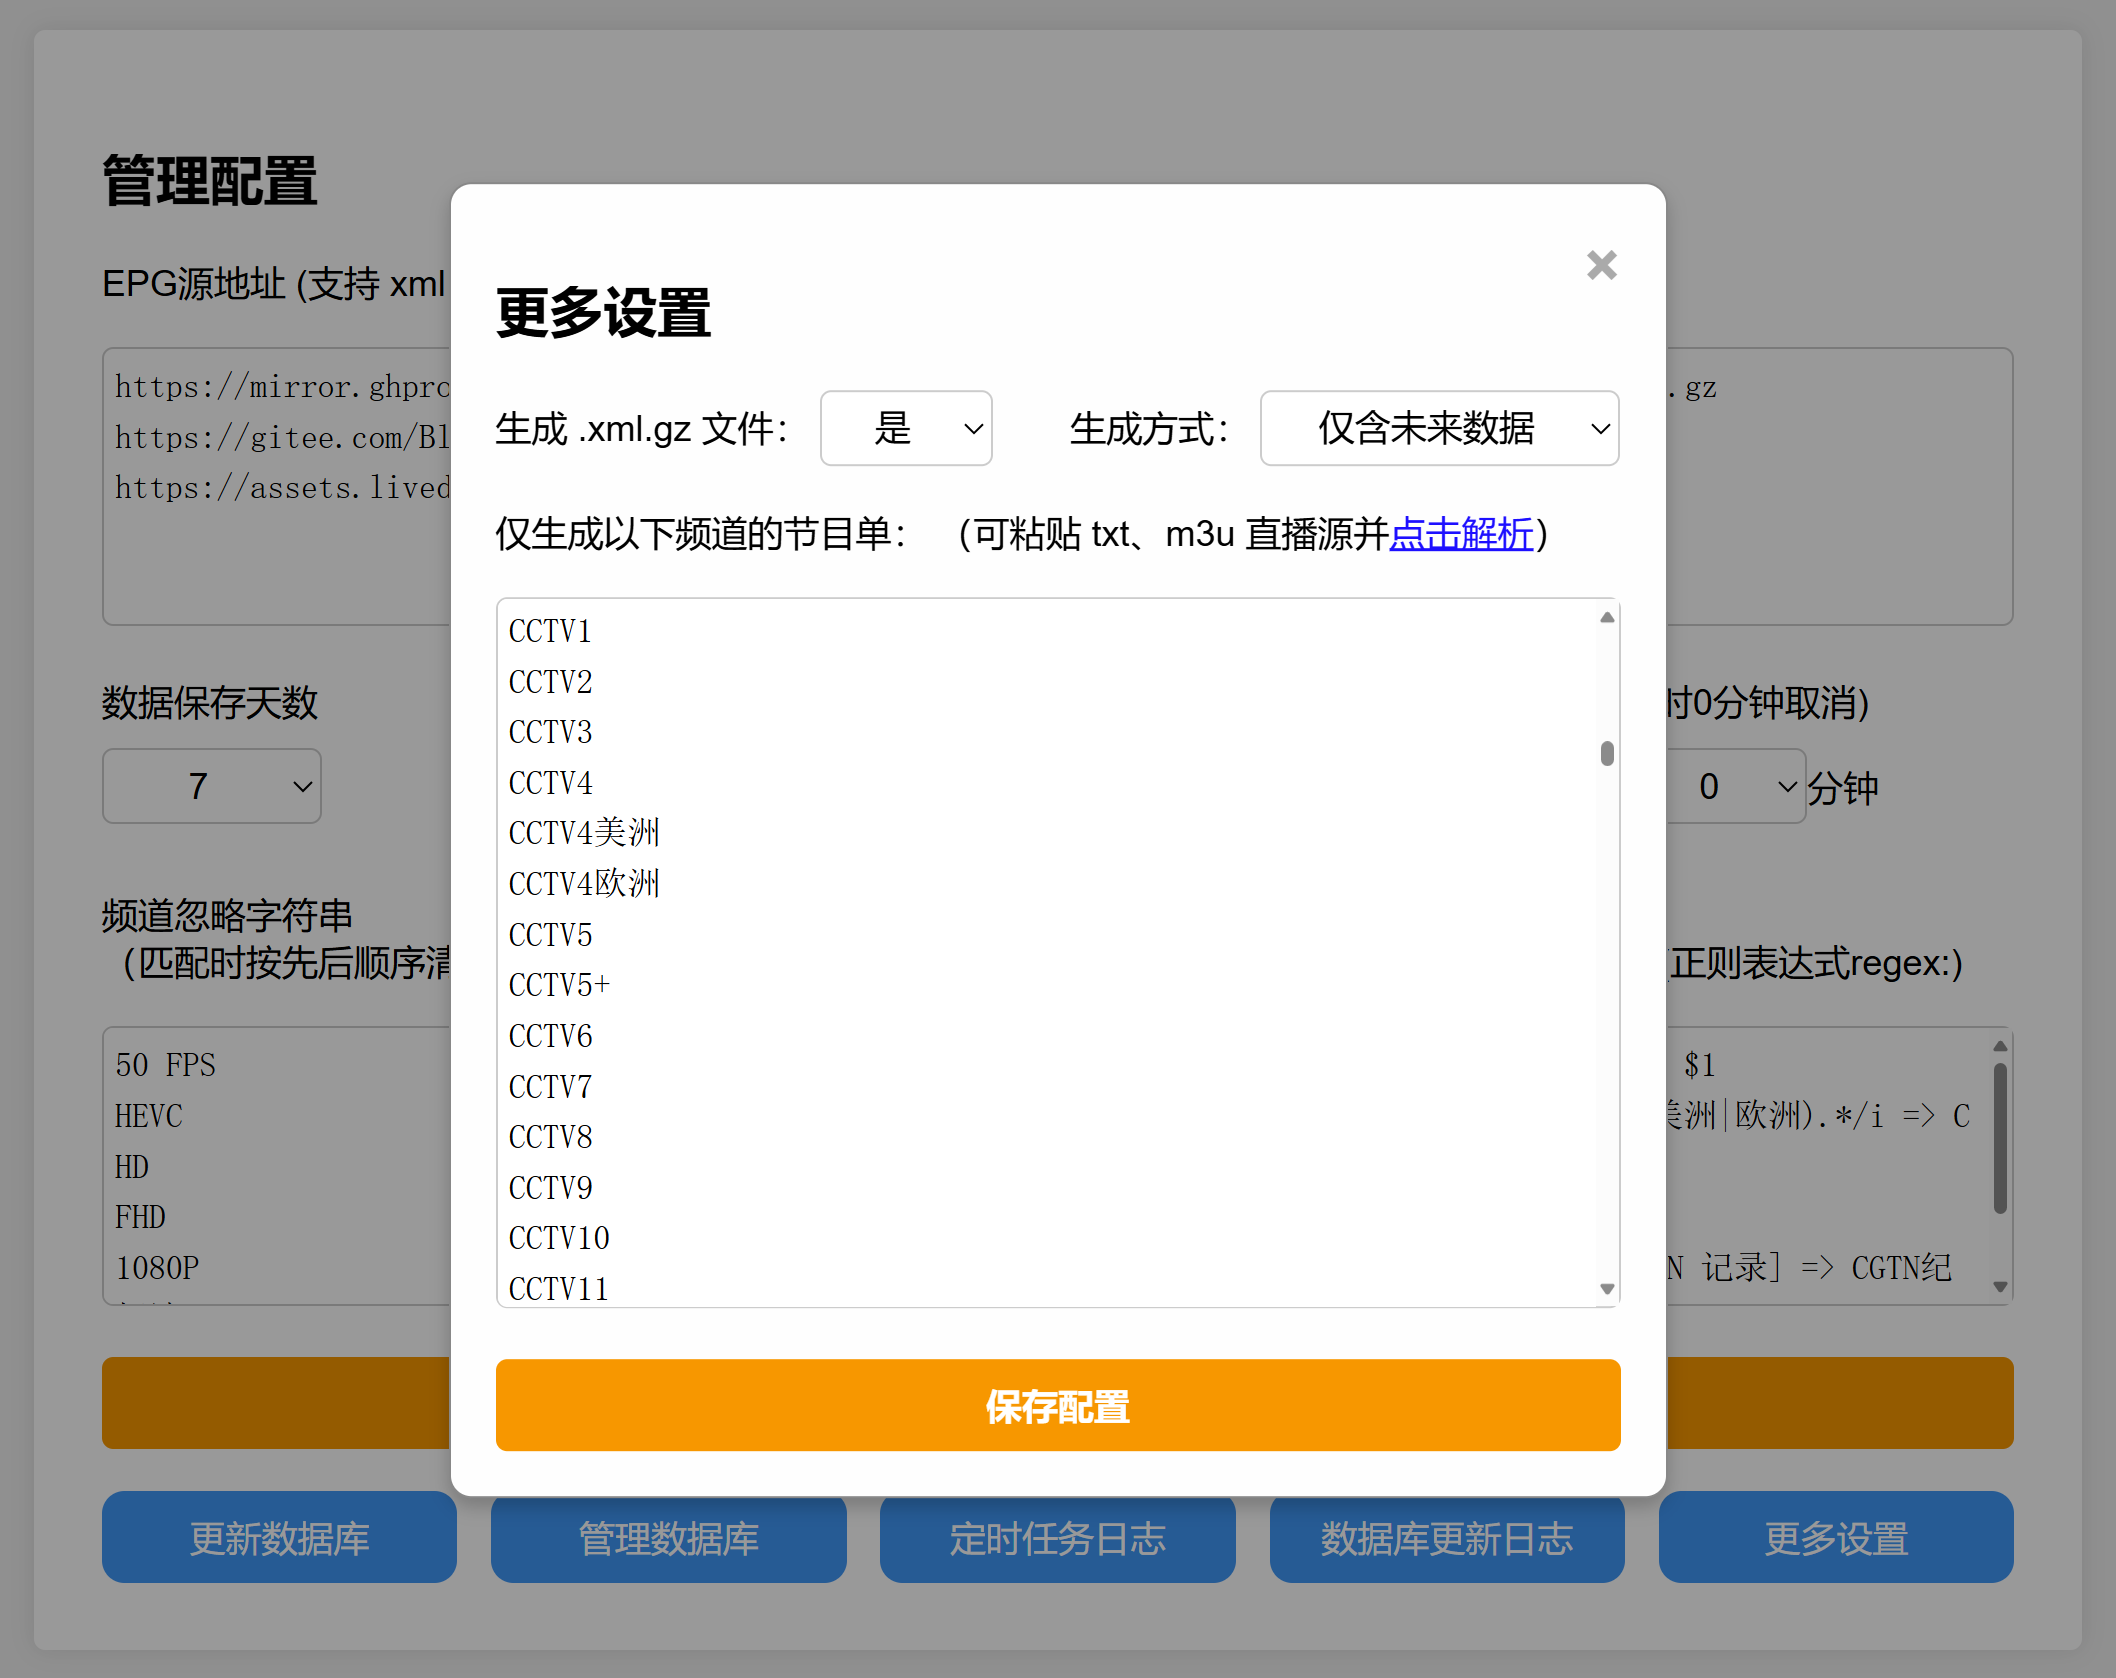 管理配置
EPG源地址 (支持 xml
https://mirror.ghpro
.gz
https://gitee.com/Bl
https://assets.lived
数据保存天数
时0分钟取消)
7
0
分钟
频道忽略字符串
（匹配时按先后顺序清
正则表达式regex:)
50 FPS
HEVC
HD
FHD
1080P
$1
美洲|欧洲).*/i => C
N 记录] => CGTN纪
更多设置
生成 .xml.gz 文件：
是
生成方式：
仅含未来数据
仅生成以下频道的节目单： （可粘贴 txt、m3u 直播源并点击解析）
CCTV1
CCTV2
CCTV3
CCTV4
CCTV4美洲
CCTV4欧洲
CCTV5
CCTV5+
CCTV6
CCTV7
CCTV8
CCTV9
CCTV10
CCTV11
保存配置
更新数据库
管理数据库
定时任务日志
数据库更新日志
更多设置